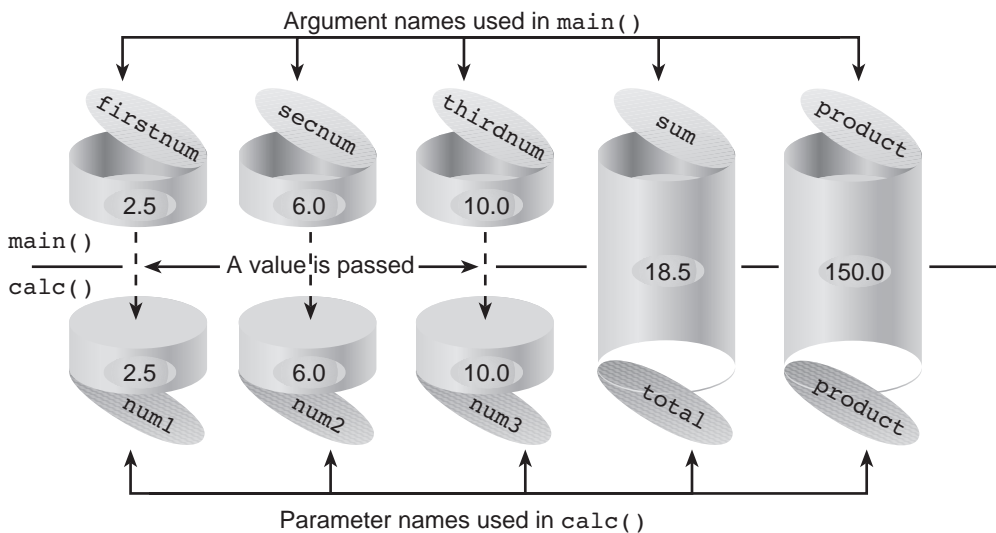 Argument names used in main()
firstnum
secnum
thirdnum
sum
product
2.5
6.0
10.0
main()
A value is passed
18.5
150.0
calc()
2.5
6.0
10.0
num1
num2
num3
total
product
Parameter names used in calc()